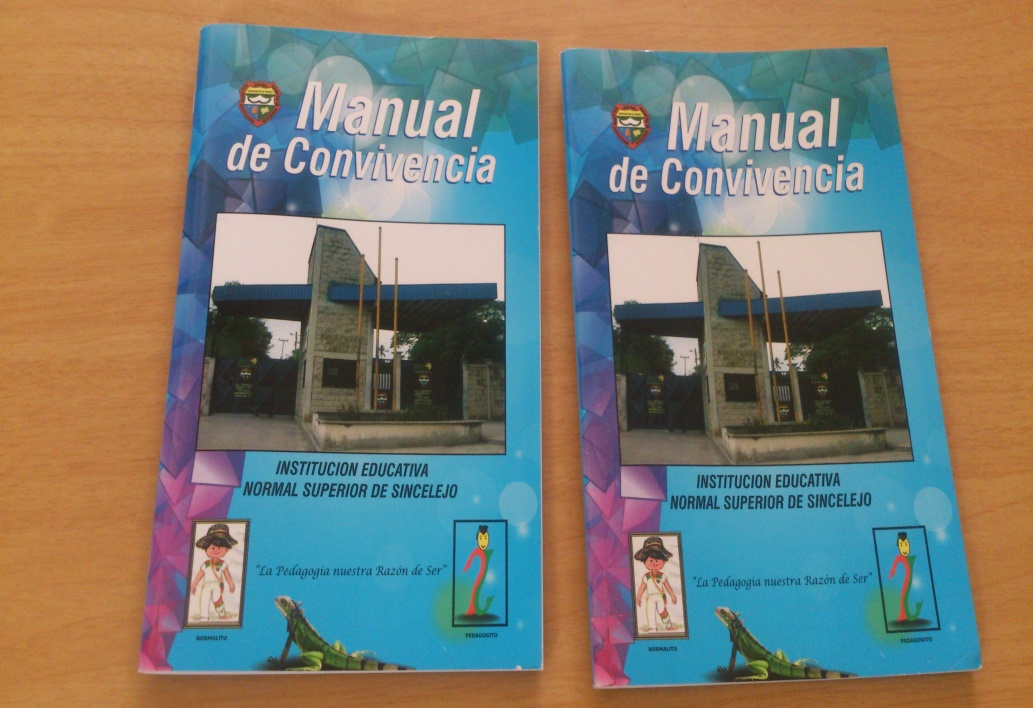 Manual
de Convivencia
INSTITUCION EDUCATIVA
NORMAL SUPERIOR DE SINCELEJO
"La Pedagogia nuestra Razón de Ser"
NORMALITO
PEDAGOGITO
Manual
de Convivencia
INSTITUCION EDUCATIVA
NORMAL SUPERIOR DE SINCELEJO
"La Pedagogia nuestra Razón de Ser"
NORMALITO
PEDAGOGITO